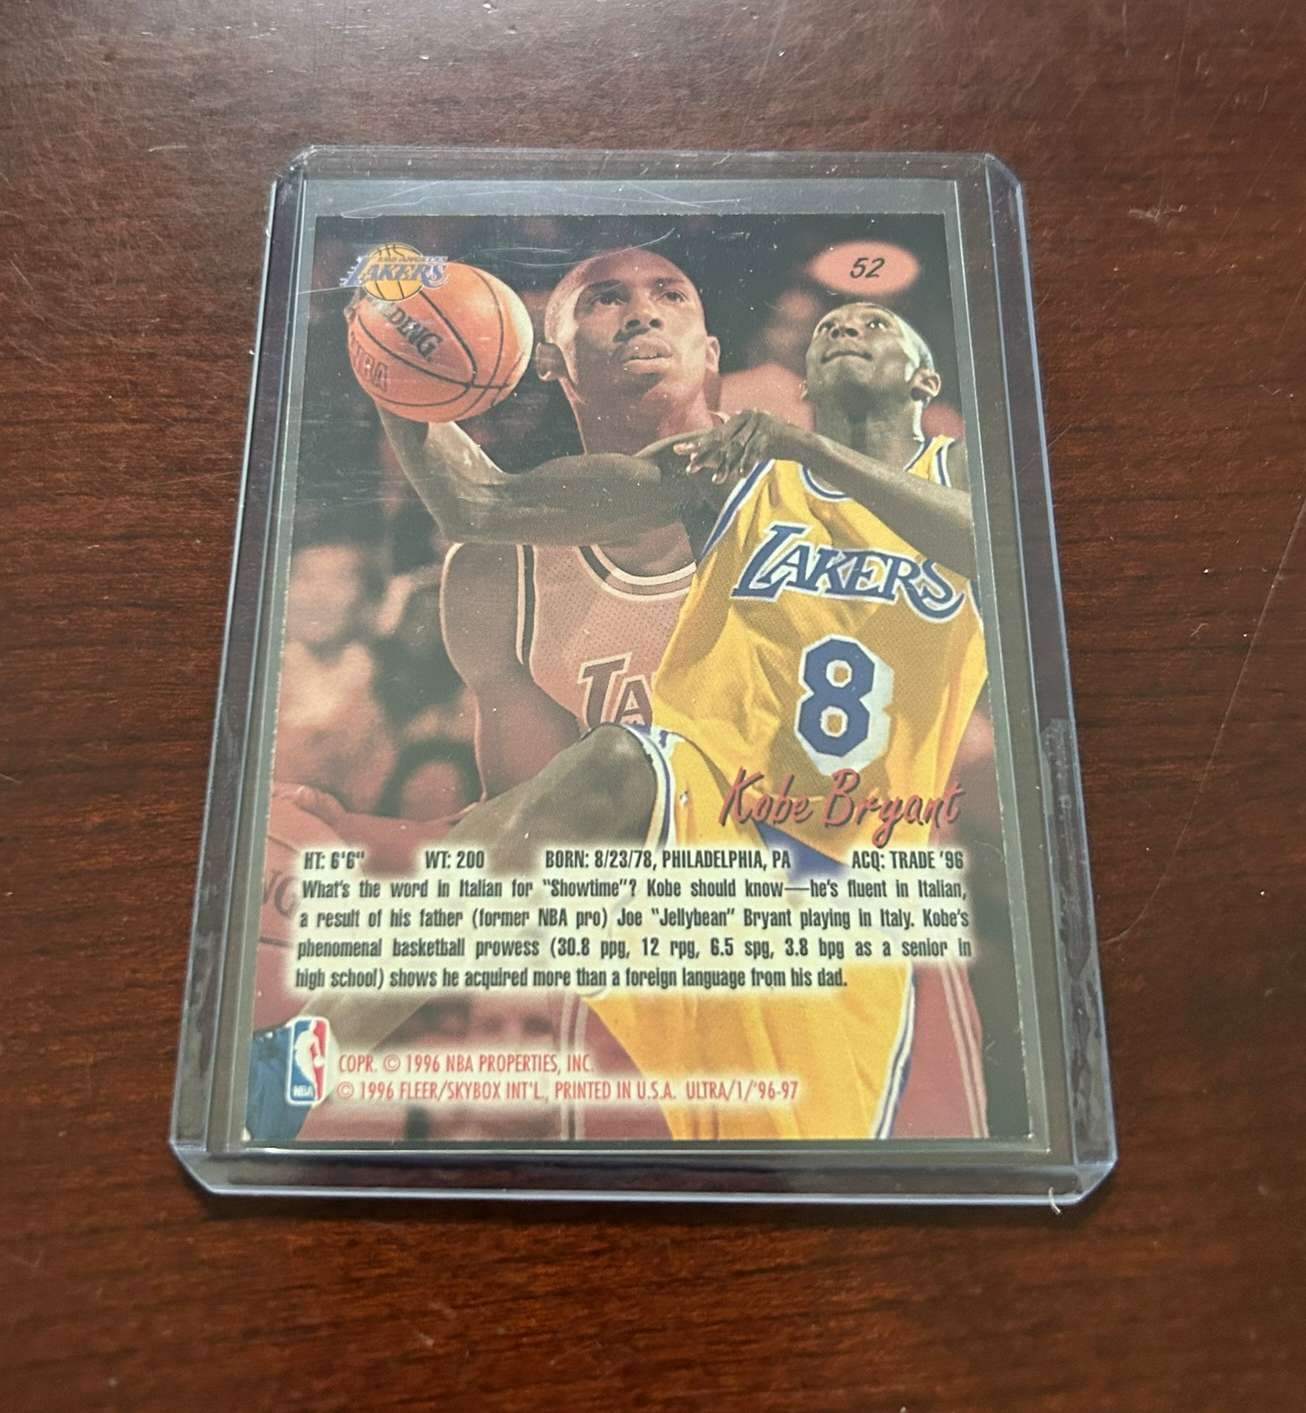 LOS ANGELES
LAKERS
52
LAKERS
8
Kobe Bryant
HT: 6'6" WT: 200 BORN: 8/23/78, PHILADELPHIA, PA ACQ: TRADE '96
What's the word in Italian for "Showtime"? Kobe should know—he's fluent in Italian,
a result of his father (former NBA pro) Joe "Jellybean" Bryant playing in Italy. Kobe's
phenomenal basketball prowess (30.8 ppg, 12 rpg, 6.5 spg, 3.8 bpg as a senior in
high school) shows he acquired more than a foreign language from his dad.
NBA
COPR. © 1996 NBA PROPERTIES, INC.
© 1996 FLEER/SKYBOX INT'L., PRINTED IN U.S.A. ULTRA/1/'96-97